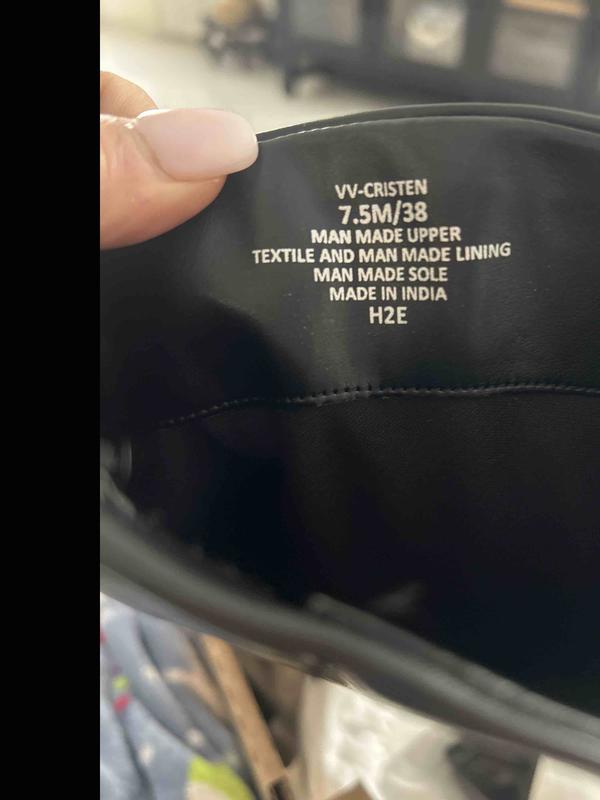 VV-CRISTEN
7.5M/38
MAN MADE UPPER
TEXTILE AND MAN MADE LINING
MAN MADE SOLE
MADE IN INDIA
H2E